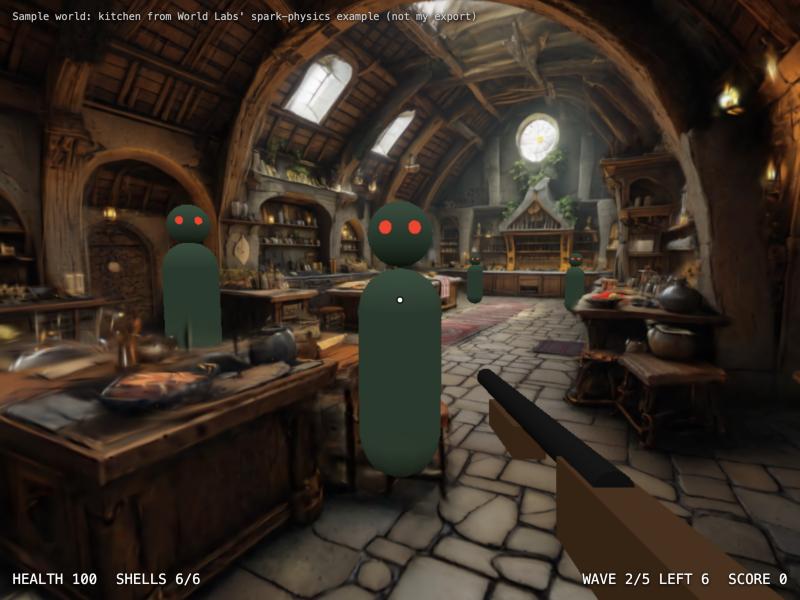 Sample world: kitchen from World Labs' spark-physics example (not my export)
HEALTH 100 SHELLS 6/6
WAVE 2/5 LEFT 6 SCORE 0